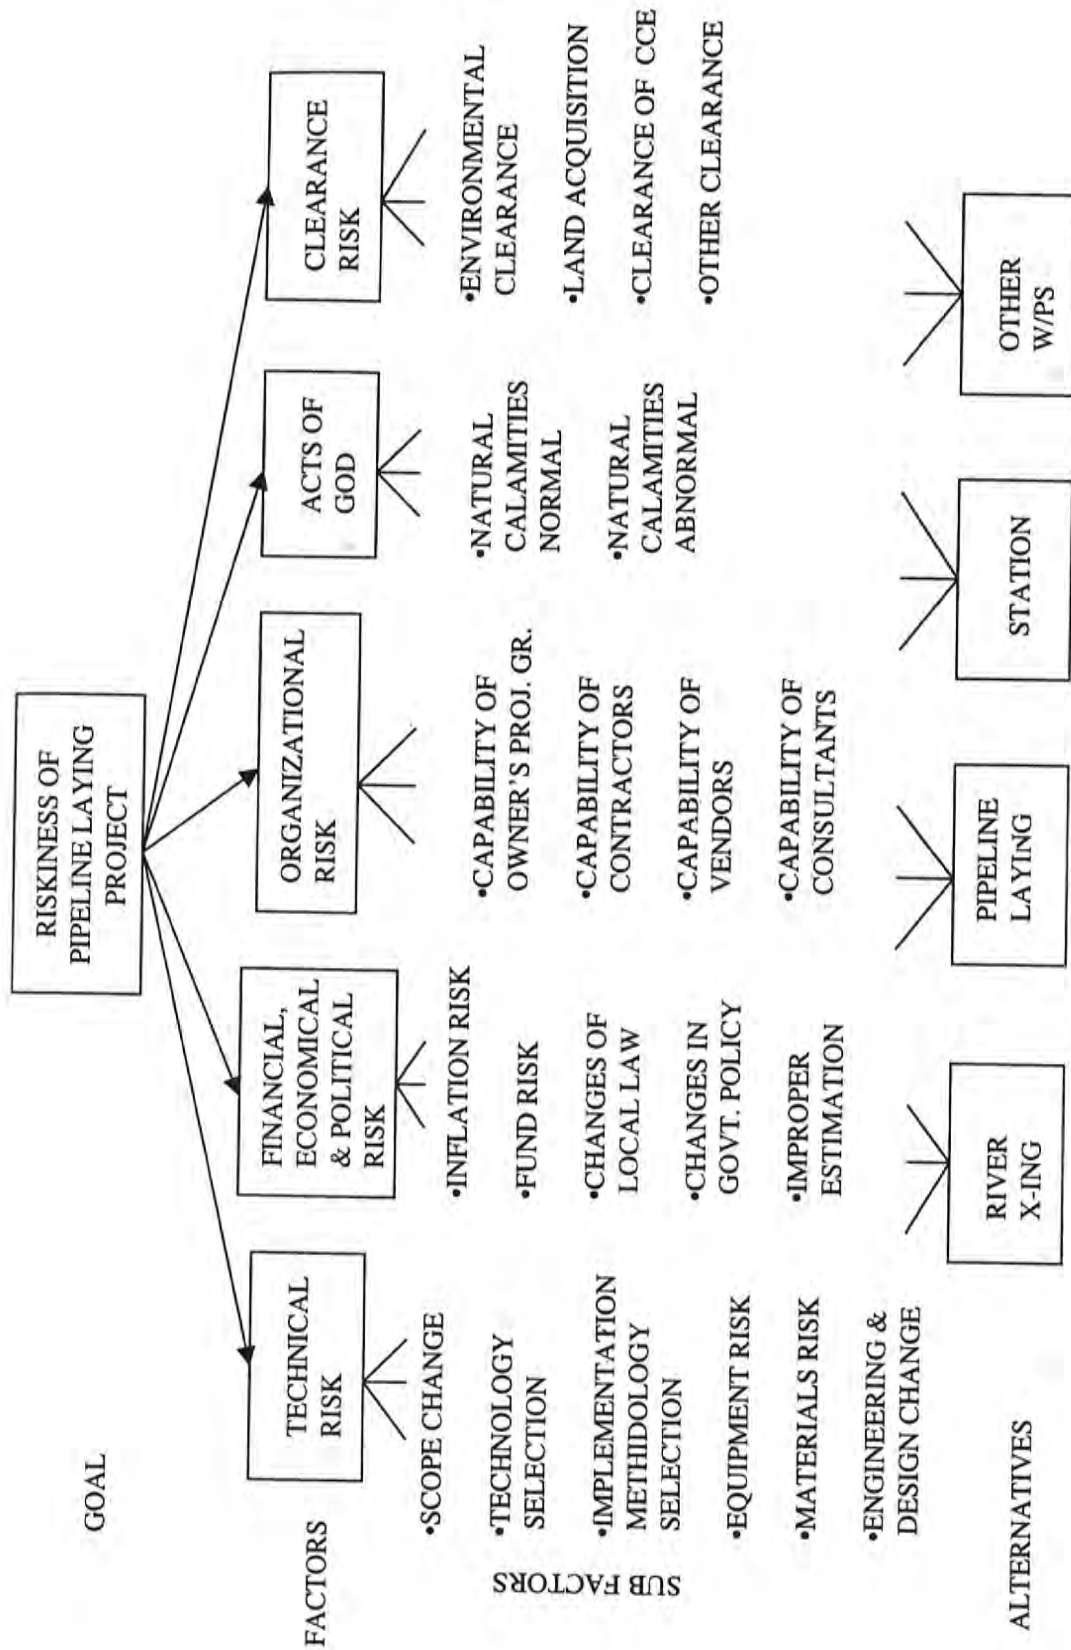 GOAL
RISKINESS OF
PIPELINE LAYING
PROJECT
FACTORS
TECHNICAL
RISK
FINANCIAL,
ECONOMICAL
& POLITICAL
RISK
ORGANIZATIONAL
RISK
ACTS OF
GOD
CLEARANCE
RISK
SUB FACTORS
•SCOPE CHANGE
•TECHNOLOGY
SELECTION
•IMPLEMENTATION
METHIDOLOGY
SELECTION
•EQUIPMENT RISK
•MATERIALS RISK
•ENGINEERING &
DESIGN CHANGE
•INFLATION RISK
•FUND RISK
•CHANGES OF
LOCAL LAW
•CHANGES IN
GOVT. POLICY
•IMPROPER
ESTIMATION
•CAPABILITY OF
OWNER'S PROJ. GR.
•CAPABILITY OF
CONTRACTORS
•CAPABILITY OF
VENDORS
•CAPABILITY OF
CONSULTANTS
•NATURAL
CALAMITIES
NORMAL
•NATURAL
CALAMITIES
ABNORMAL
•ENVIRONMENTAL
CLEARANCE
•LAND ACQUISITION
•CLEARANCE OF CCE
•OTHER CLEARANCE
ALTERNATIVES
RIVER
X-ING
PIPELINE
LAYING
STATION
OTHER
W/PS